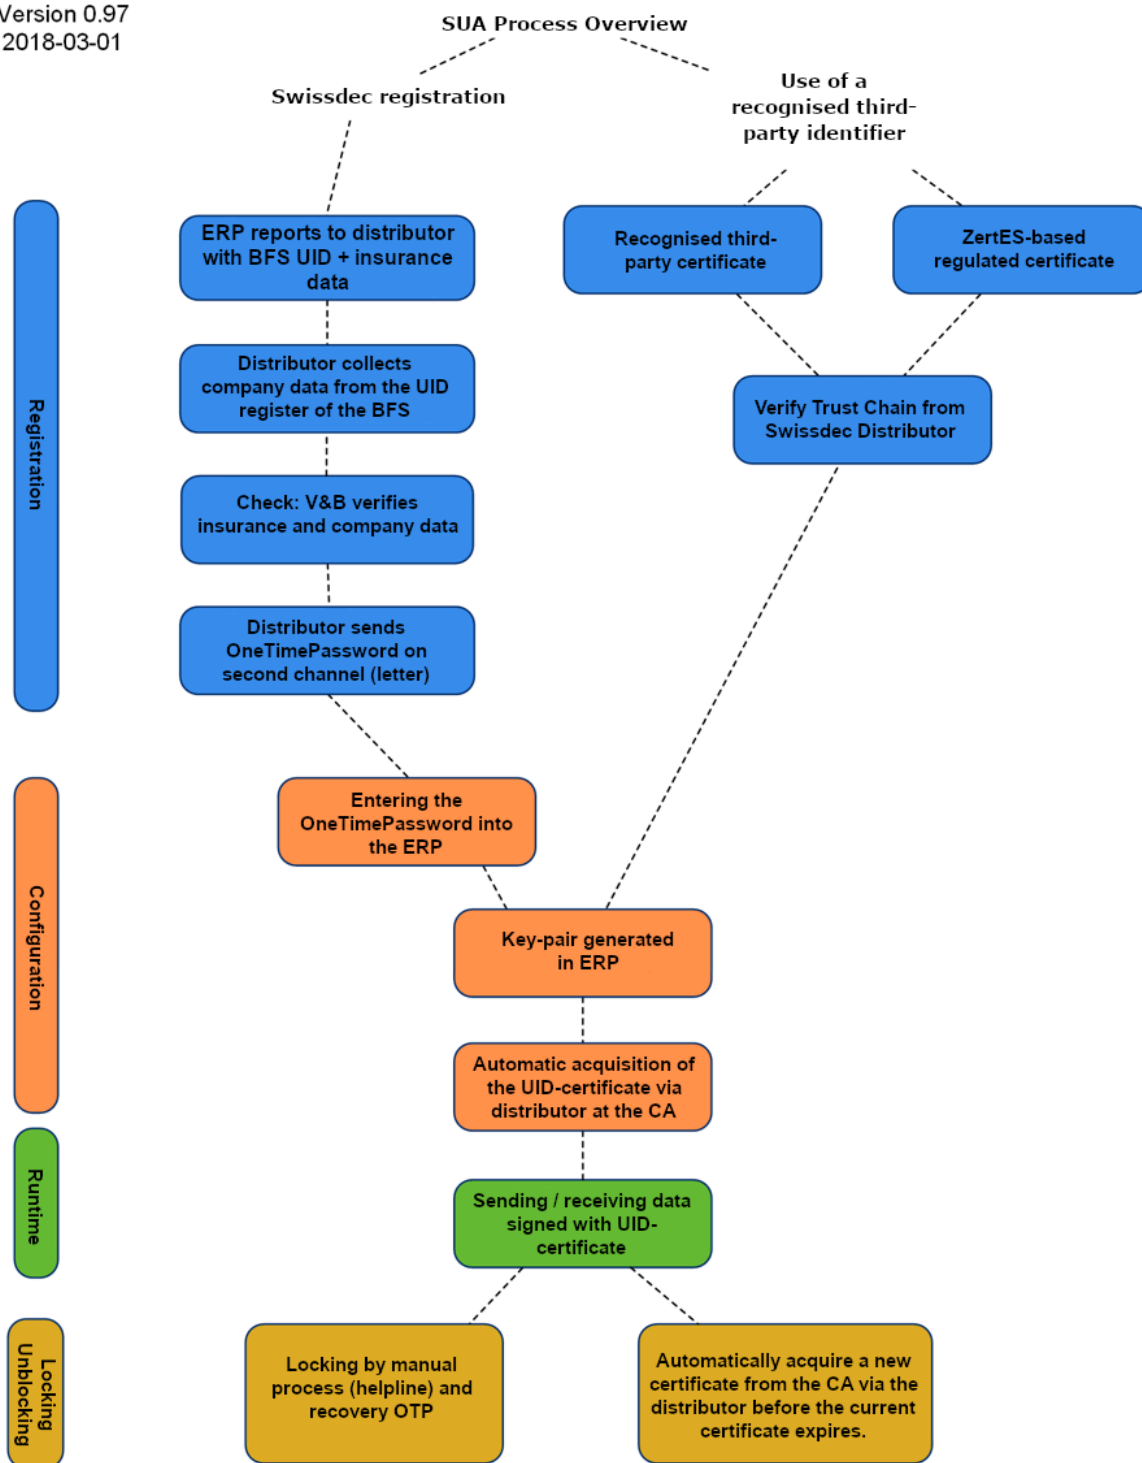 Version 0.97
2018-03-01
SUA Process Overview
Swissdec registration
Use of a
recognised third-
party identifier
Registration
ERP reports to distributor
with BFS UID + insurance
data
Recognised third-
party certificate
ZertES-based
regulated certificate
Distributor collects
company data from the UID
register of the BFS
Verify Trust Chain from
Swissdec Distributor
Check: V&B verifies
insurance and company data
Distributor sends
OneTimePassword on
second channel (letter)
Configuration
Entering the
OneTimePassword into
the ERP
Key-pair generated
in ERP
Automatic acquisition of
the UID-certificate via
distributor at the CA
Runtime
Sending / receiving data
signed with UID-
certificate
Locking
Unblocking
Locking by manual
process (helpline) and
recovery OTP
Automatically acquire a new
certificate from the CA via the
distributor before the current
certificate expires.